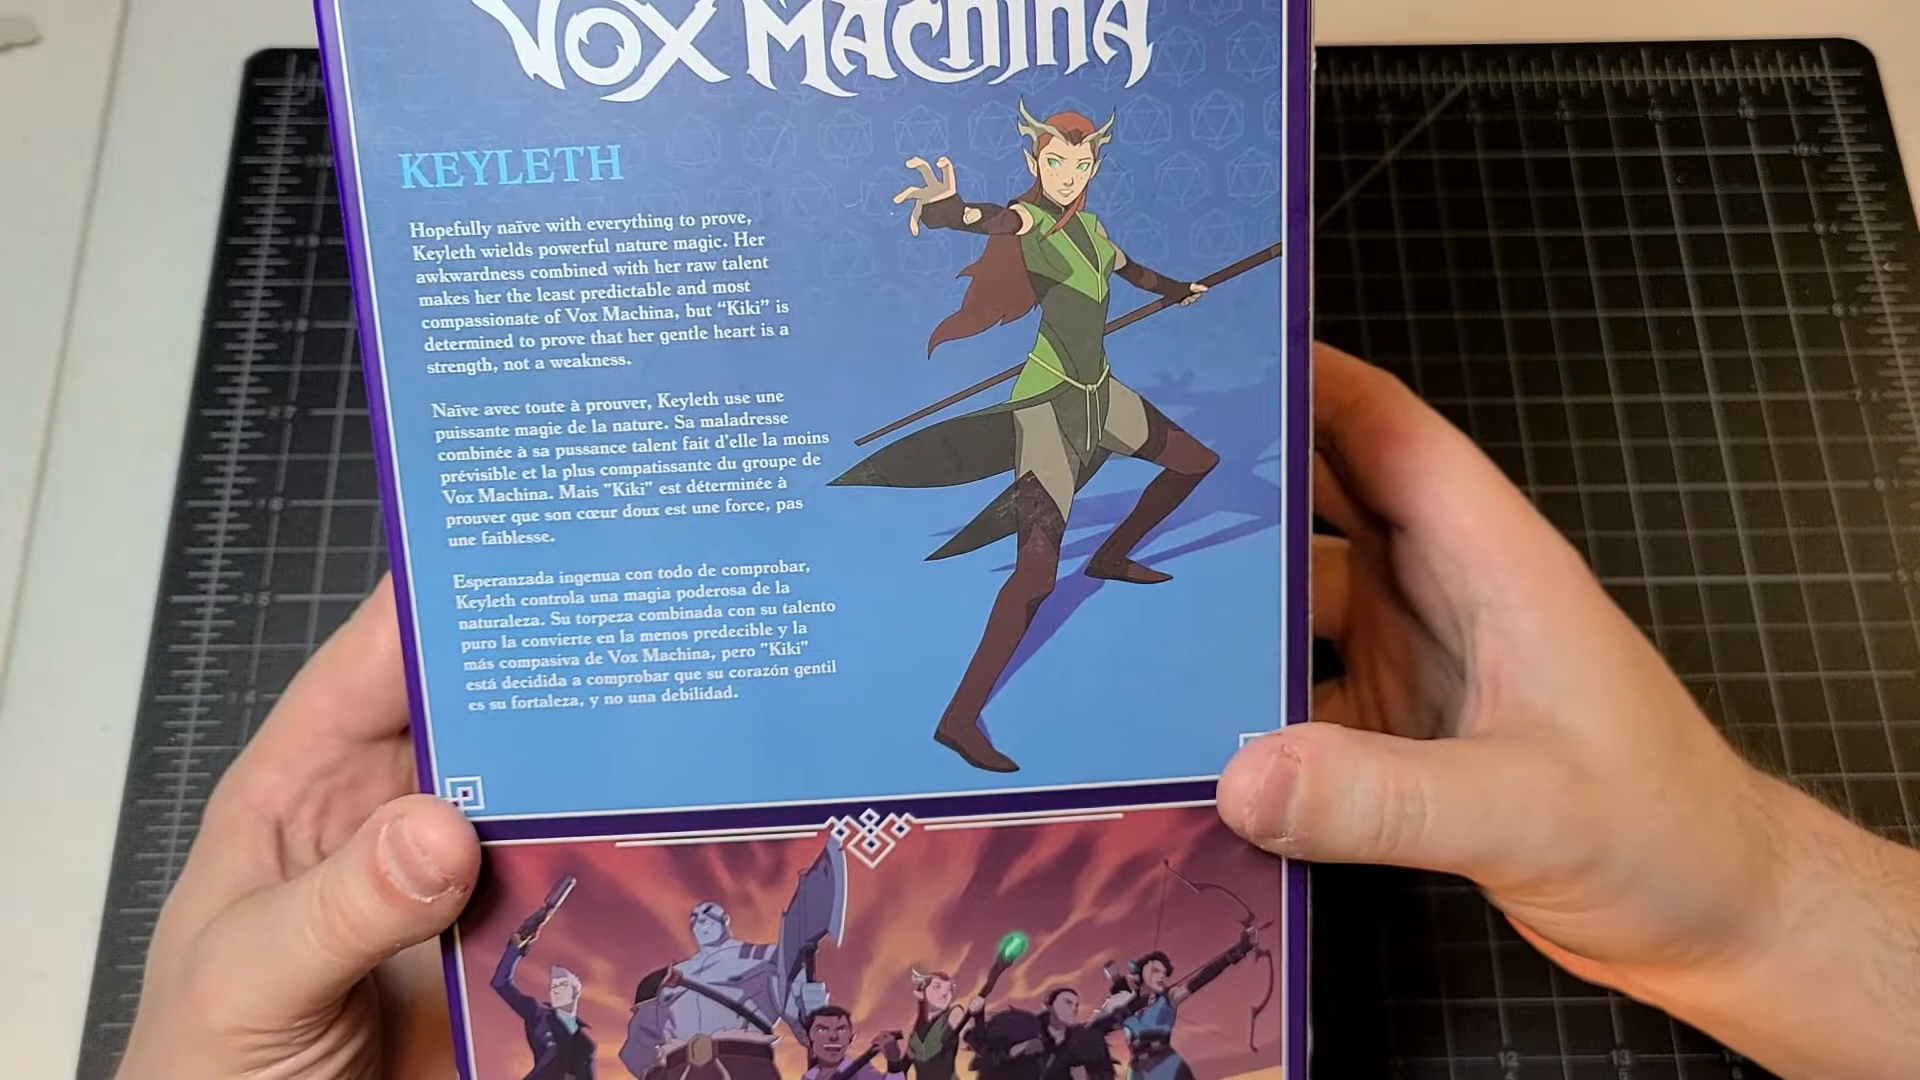 VOX MACHINA
KEYLETH
Hopefully naïve with everything to prove,
Keyleth wields powerful nature magic. Her
awkwardness combined with her raw talent
makes her the least predictable and most
compassionate of Vox Machina, but “Kiki” is
determined to prove that her gentle heart is a
strength, not a weakness.
Naïve avec toute à prouver, Keyleth use une
puissante magie de la nature. Sa maladresse
combinée à sa pussance talent fait d'elle la moins
prévisible et la plus compatissante du groupe de
Vox Machina. Mais "Kiki" est déterminée à
prouver que son cœur doux est une force, pas
une faiblesse.
Esperanzada ingenua con todo de comprobar,
Keyleth controla una magia poderosa de la
naturaleza. Su torpeza combinada con su talento
puro la convierte en la menos predecible y la
más compasiva de Vox Machina, pero "Kiki"
está decidida a comprobar que su corazón gentil
es su fortaleza, y no una debilidad.